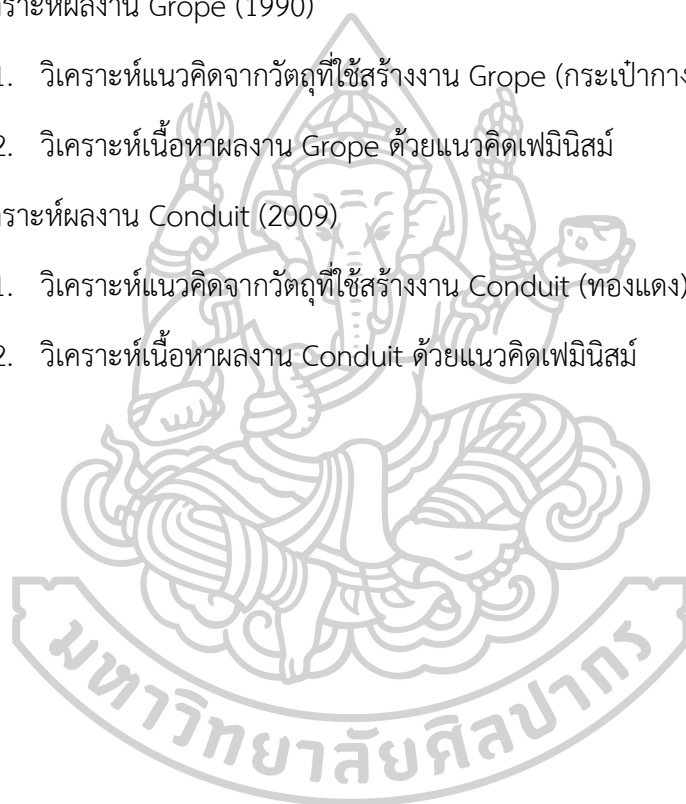 คราะห์ผลงาน Grope (1990)
1. วิเคราะห์แนวคิดจากวัตถุที่ใช้สร้างงาน Grope (กระเป๋ากาง
2. วิเคราะห์เนื้อหาผลงาน Grope ด้วยแนวคิดเฟมินิสม์
คราะห์ผลงาน Conduit (2009)
1. วิเคราะห์แนวคิดจากวัตถุที่ใช้สร้างงาน Conduit (ทองแดง)
2. วิเคราะห์เนื้อหาผลงาน Conduit ด้วยแนวคิดเฟมินิสม์
มหาวิทยาลัยศิลปากร